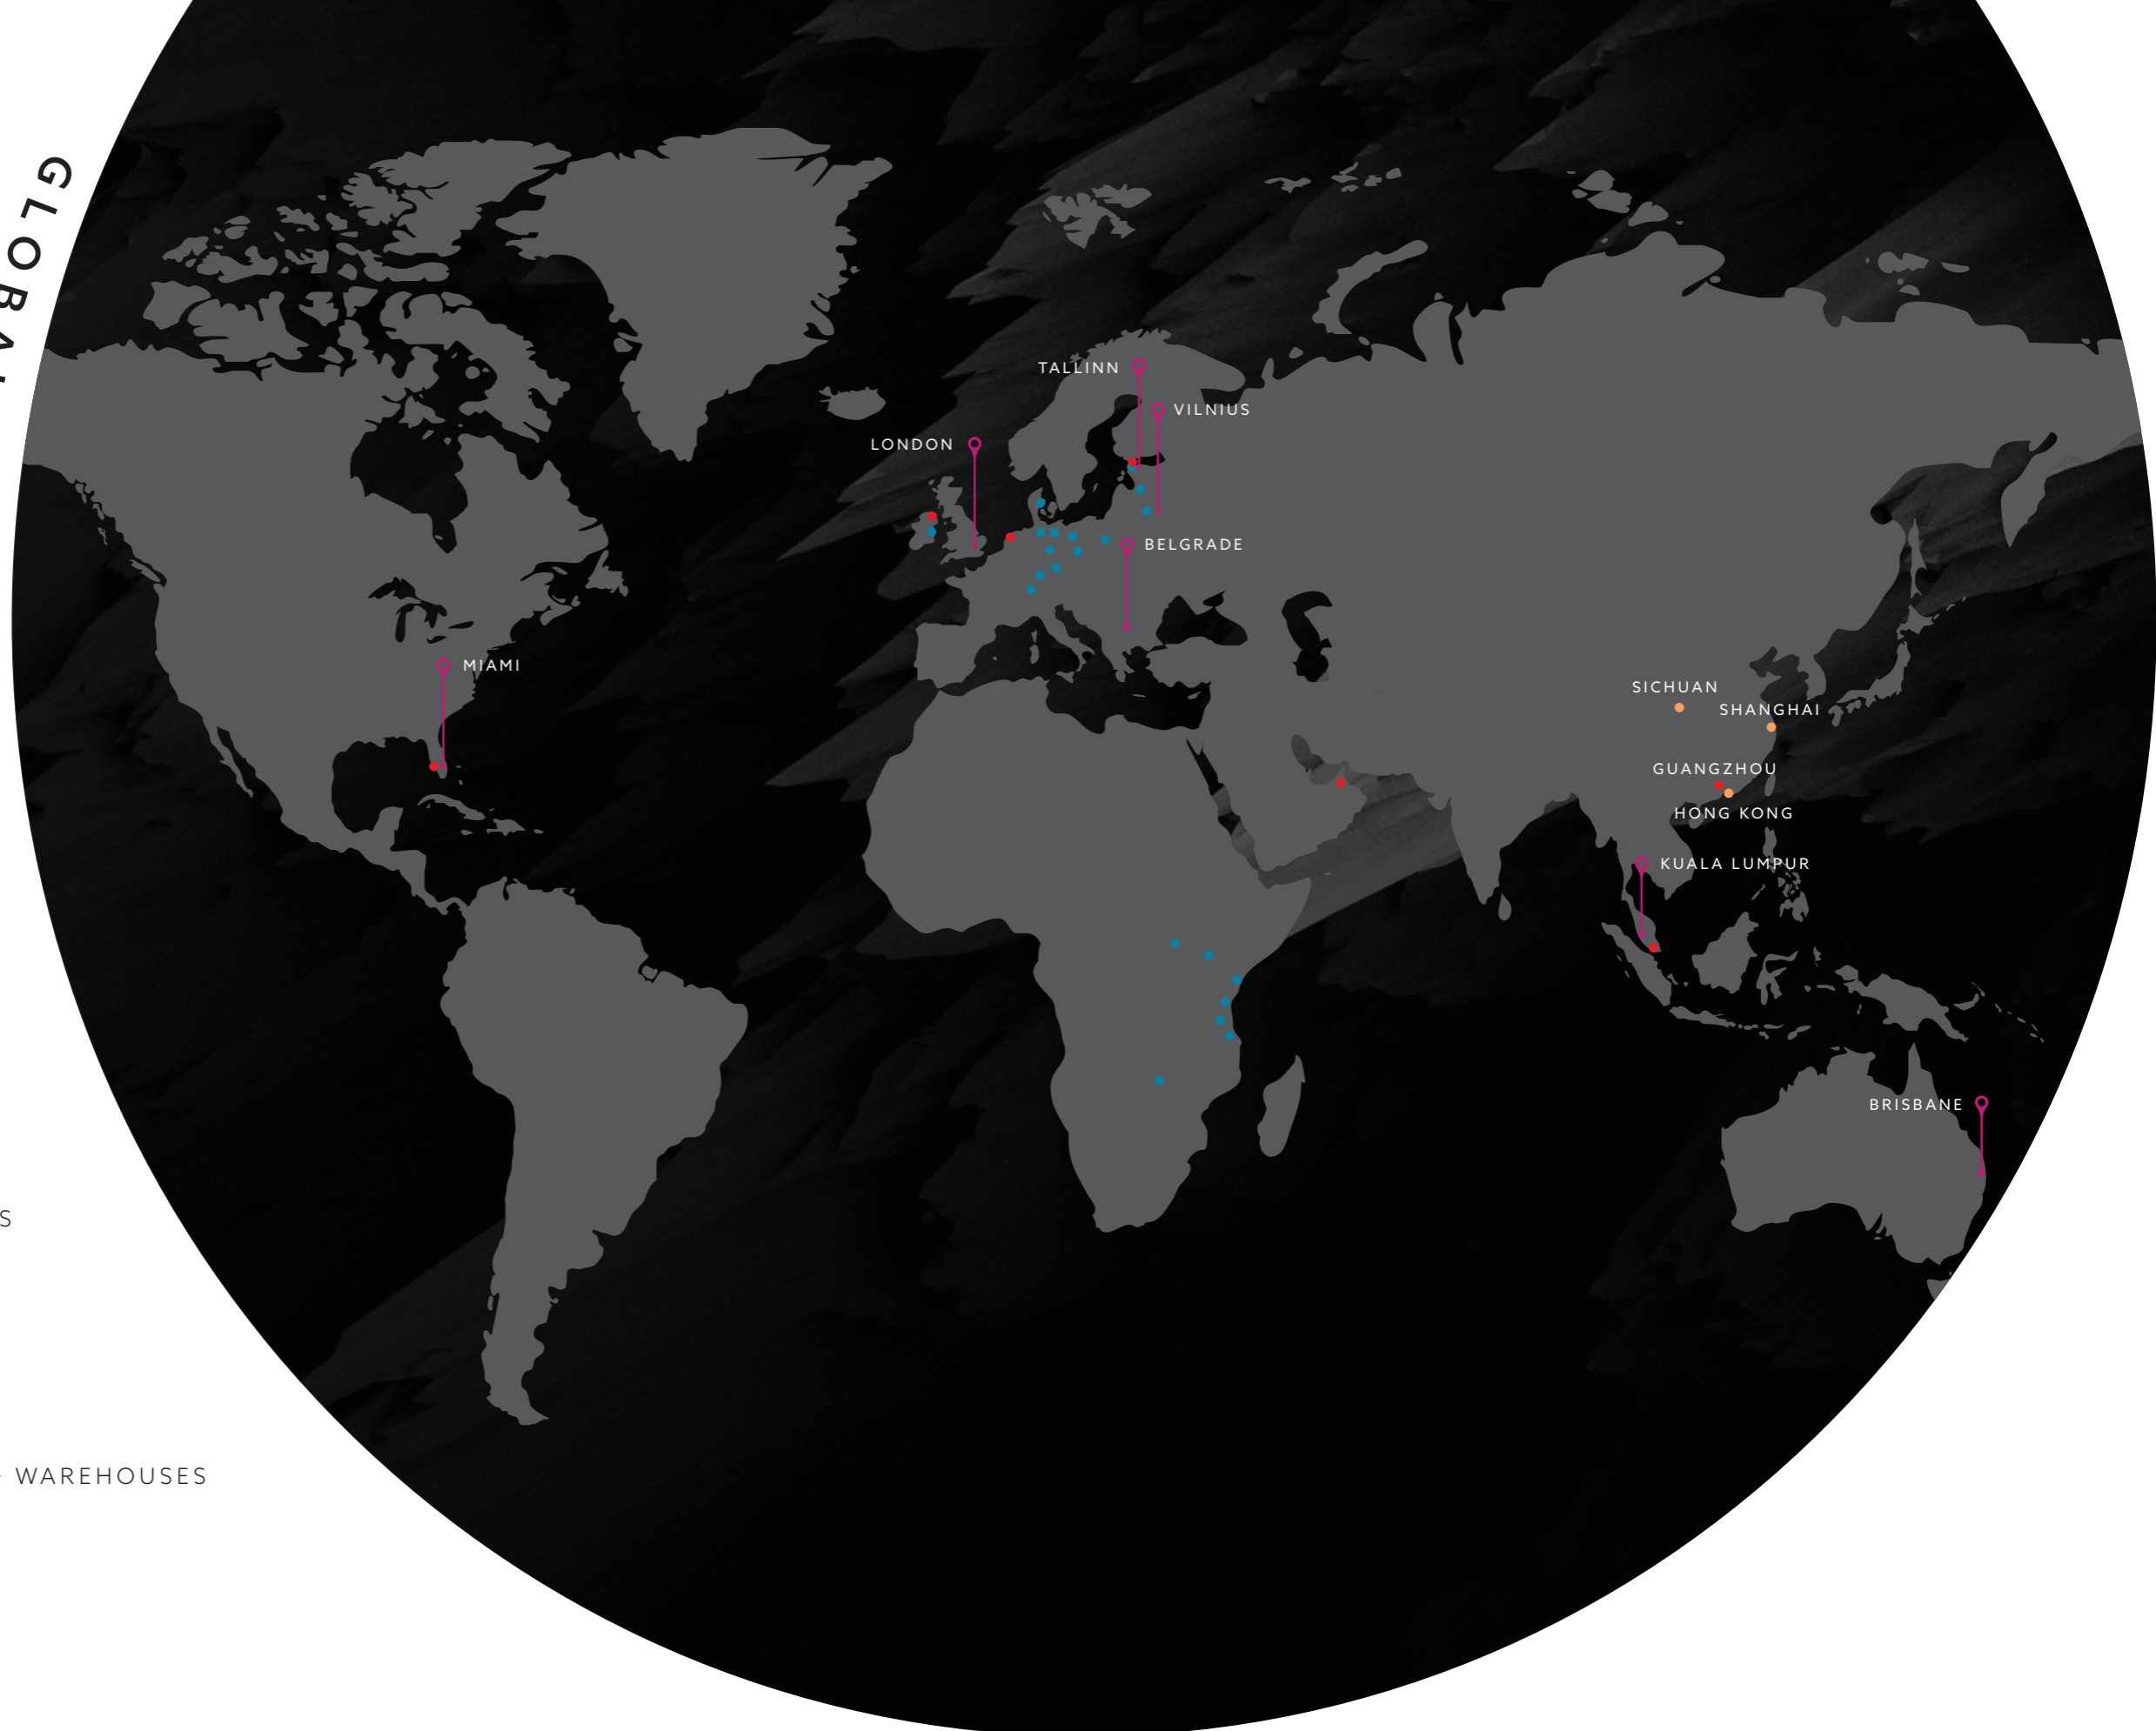 GLOBAL
TALLINN
VILNIUS
LONDON
BELGRADE
MIAMI
SICHUAN
SHANGHAI
GUANGZHOU
HONG KONG
KUALA LUMPUR
BRISBANE
S
WAREHOUSES